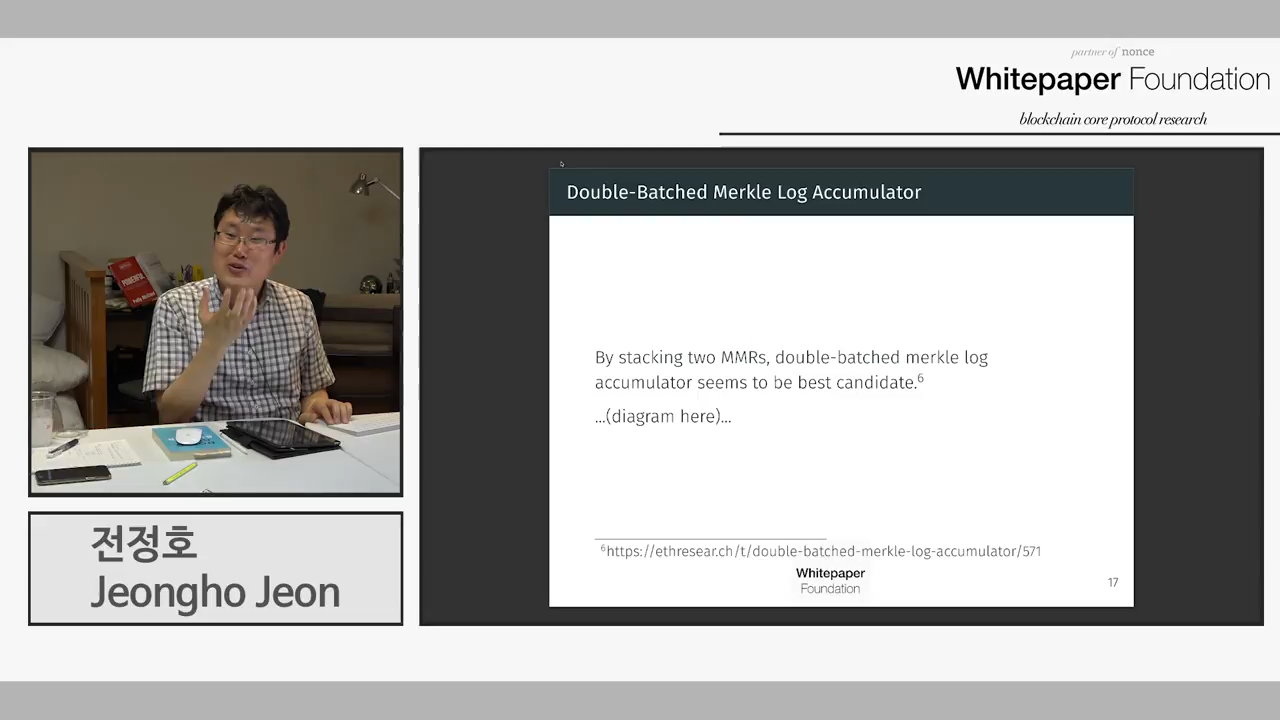 partner of nonce
Whitepaper Foundation
blockchain core protocol research
Double-Batched Merkle Log Accumulator
By stacking two MMRs, double-batched merkle log
accumulator seems to be best candidate.6
...(diagram here)...
6https://ethresear.ch/t/double-batched-merkle-log-accumulator/571
Whitepaper
Foundation
17
POWERFUL
전정호
Jeongho Jeon